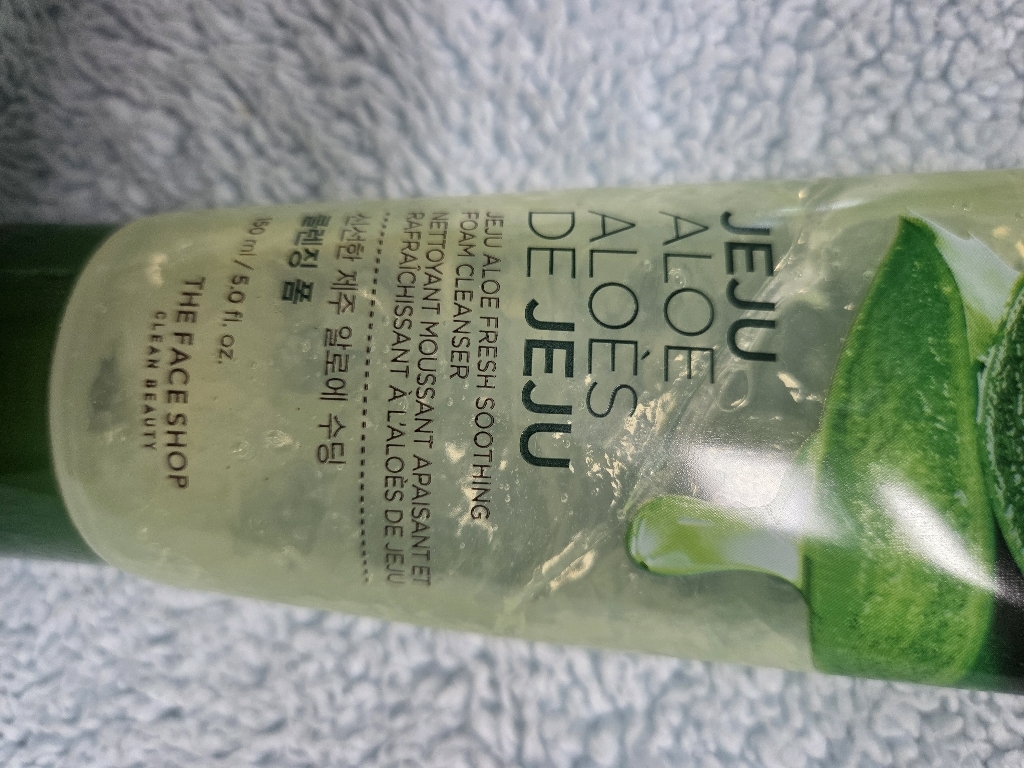 JEJU
ALOE
ALOÈS
DE JEJU
JEJU ALOE FRESH SOOTHING
FOAM CLEANSER
NETTOYANT MOUSSANT APAISANT ET
RAFRAÎCHISSANT À L'ALOÈS DE JEJU
신선한 제주 알로에 수딩
클렌징 폼
150 ml / 5.0 fl. oz.
THE FACE SHOP
CLEAN BEAUTY